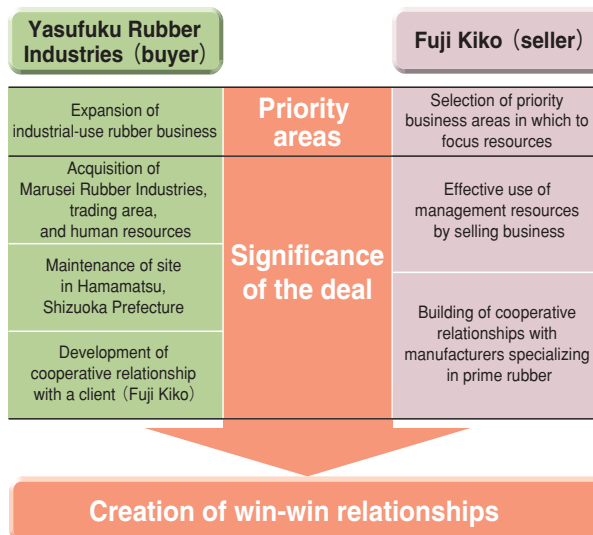 Yasufuku Rubber
Industries (buyer)
Fuji Kiko (seller)
Expansion of
industrial-use rubber business
Priority
areas
Selection of priority
business areas in which to
focus resources
Acquisition of
Marusei Rubber Industries,
trading area,
and human resources
Maintenance of site
in Hamamatsu,
Shizuoka Prefecture
Development of
cooperative relationship
with a client (Fuji Kiko)
Significance
of the deal
Effective use of
management resources
by selling business
Building of cooperative
relationships with
manufacturers specializing
in prime rubber
Creation of win-win relationships